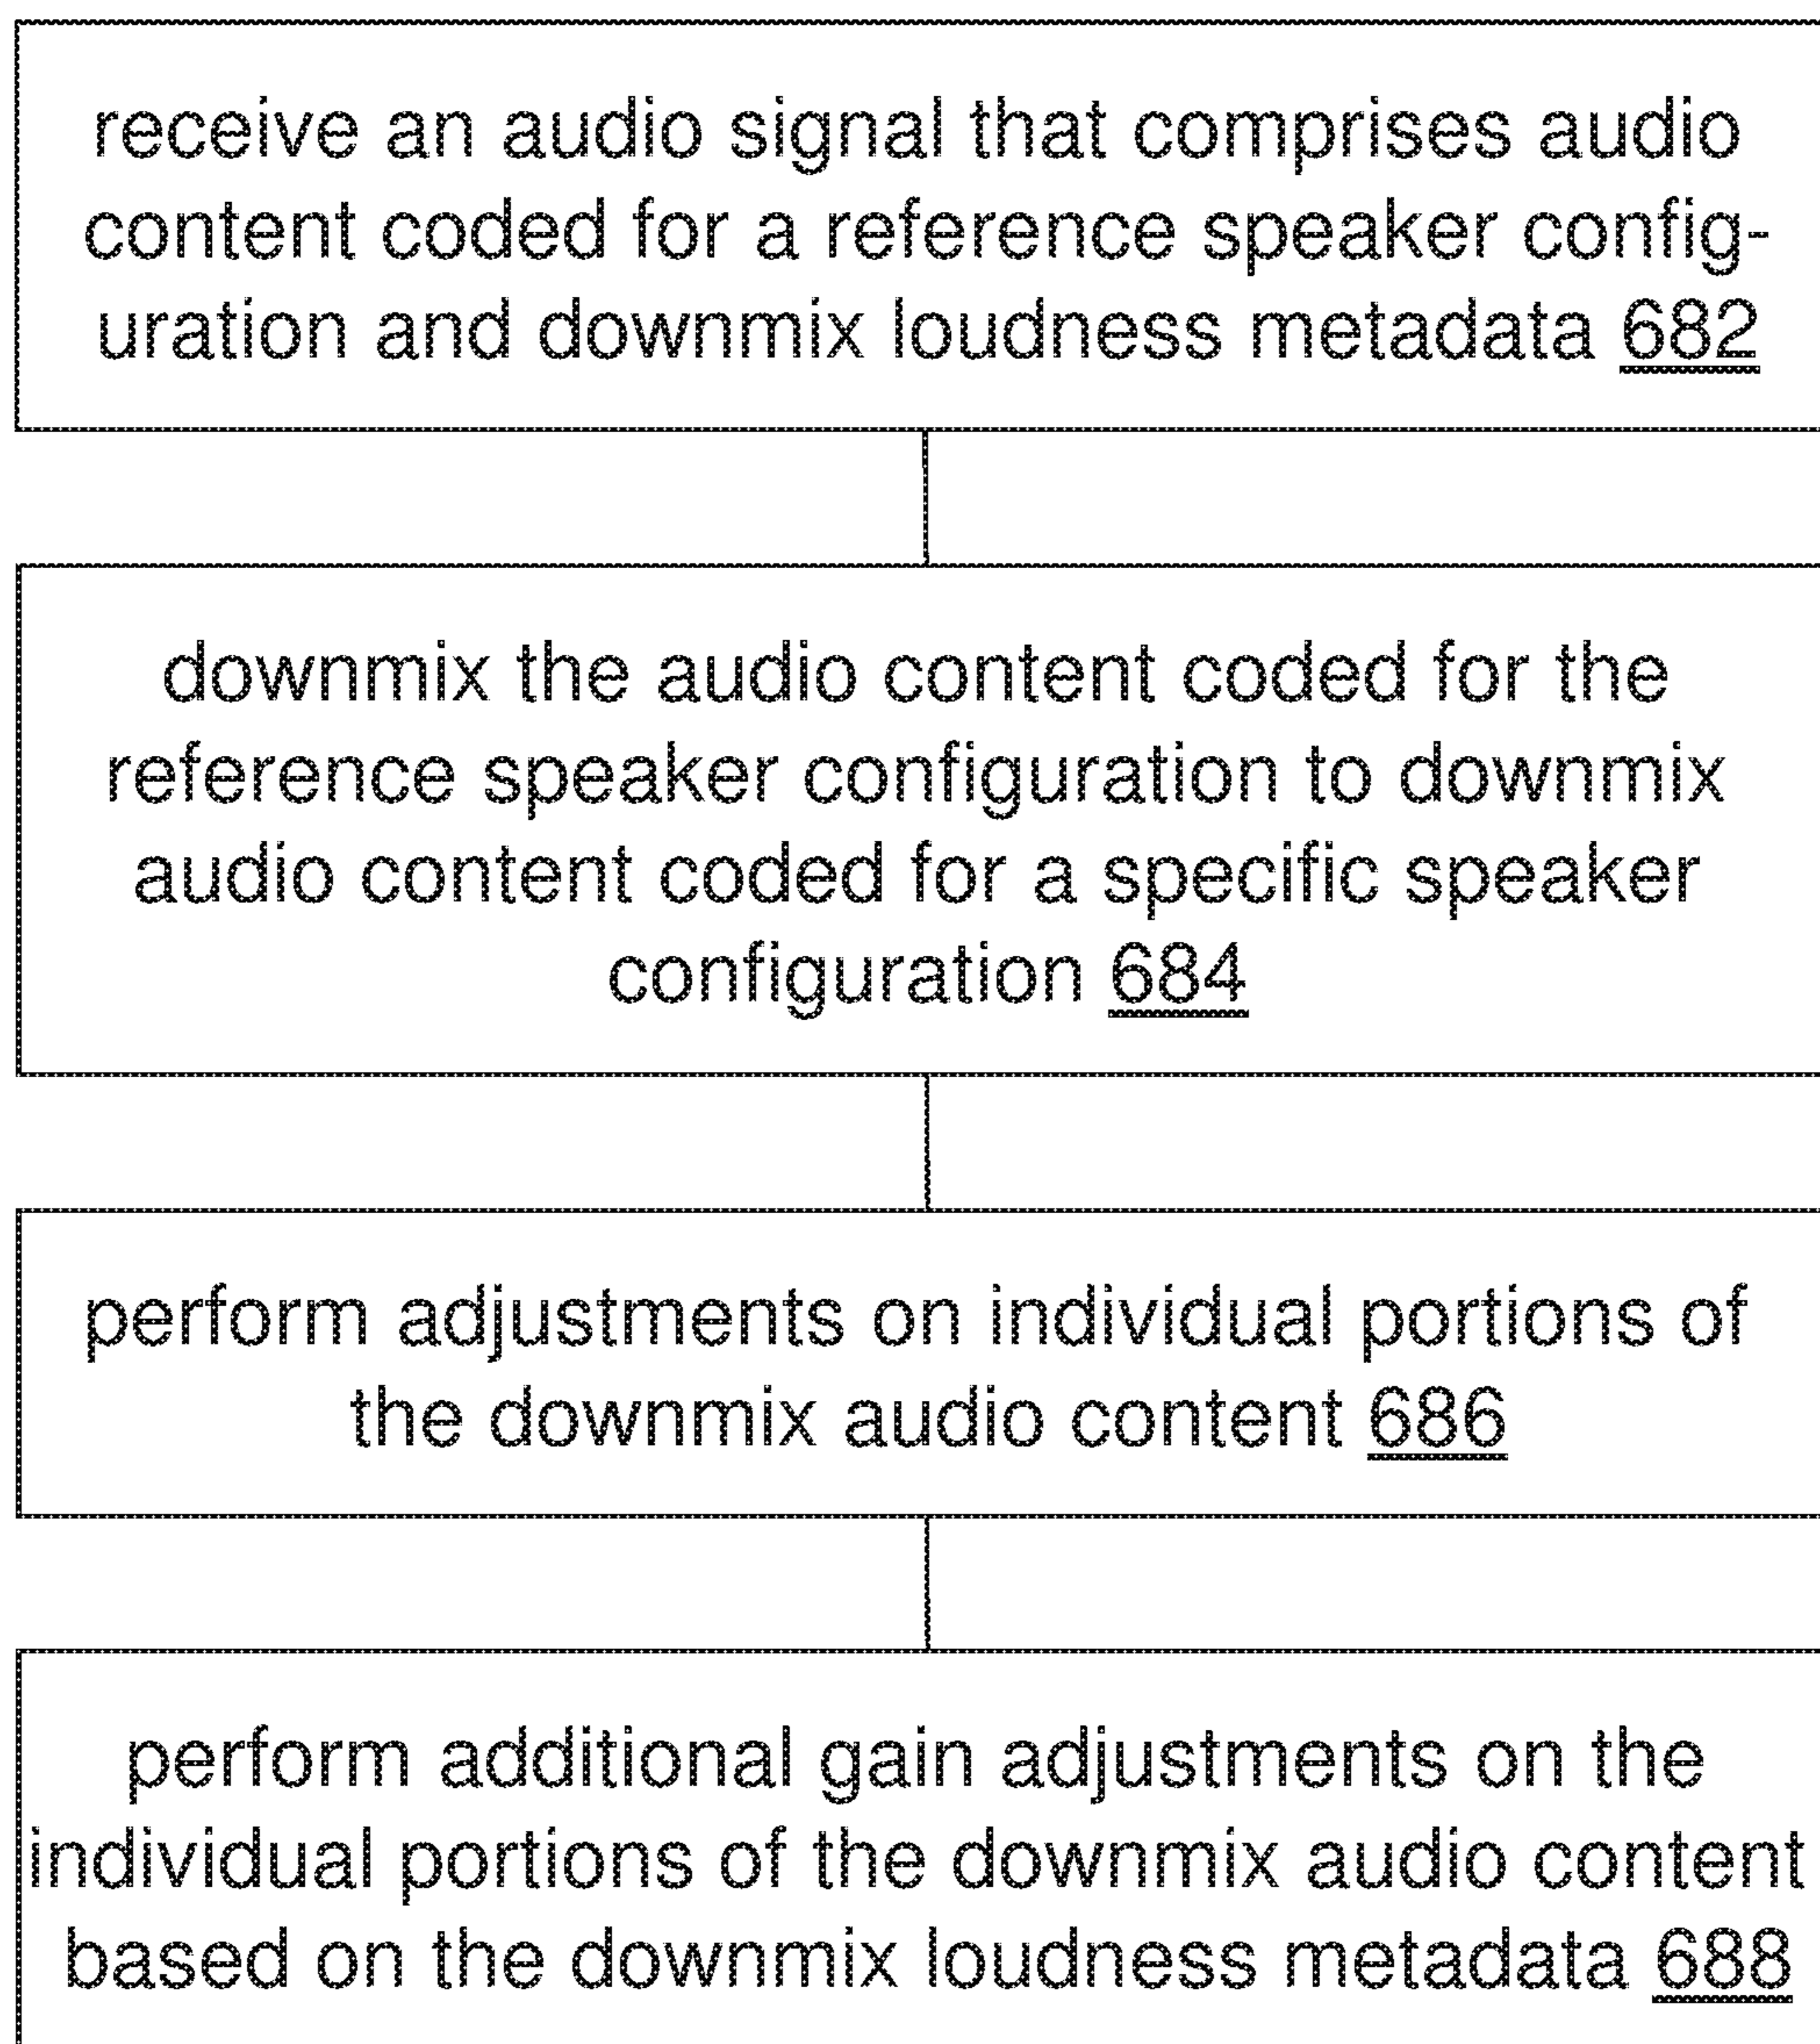 receive an audio signal that comprises audio
content coded for a reference speaker config-
uration and downmix loudness metadata 682
downmix the audio content coded for the
reference speaker configuration to downmix
audio content coded for a specific speaker
configuration 684
perform adjustments on individual portions of
the downmix audio content 686
perform additional gain adjustments on the
individual portions of the downmix audio content
based on the downmix loudness metadata 688